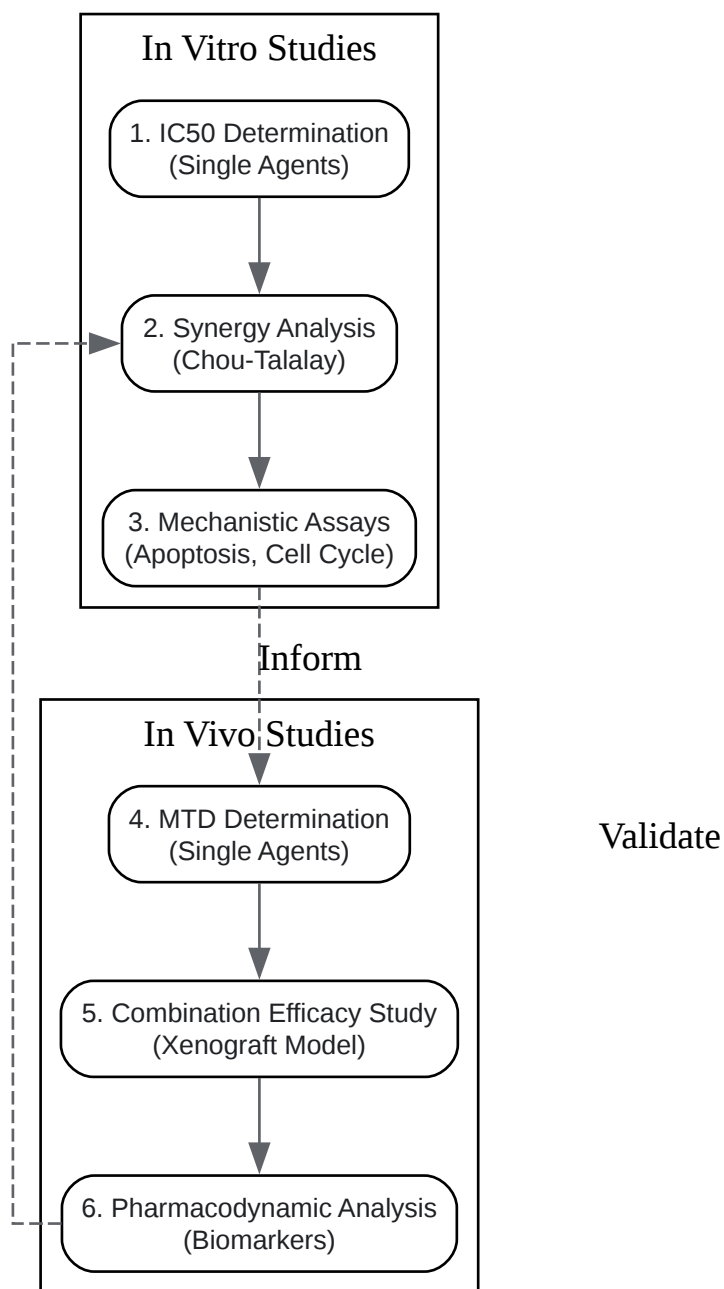 In Vitro Studies
1. IC50 Determination
(Single Agents)
2. Synergy Analysis
(Chou-Talalay)
3. Mechanistic Assays
(Apoptosis, Cell Cycle)
Inform
In Vivo Studies
4. MTD Determination
(Single Agents)
Validate
5. Combination Efficacy Study
(Xenograft Model)
6. Pharmacodynamic Analysis
(Biomarkers)